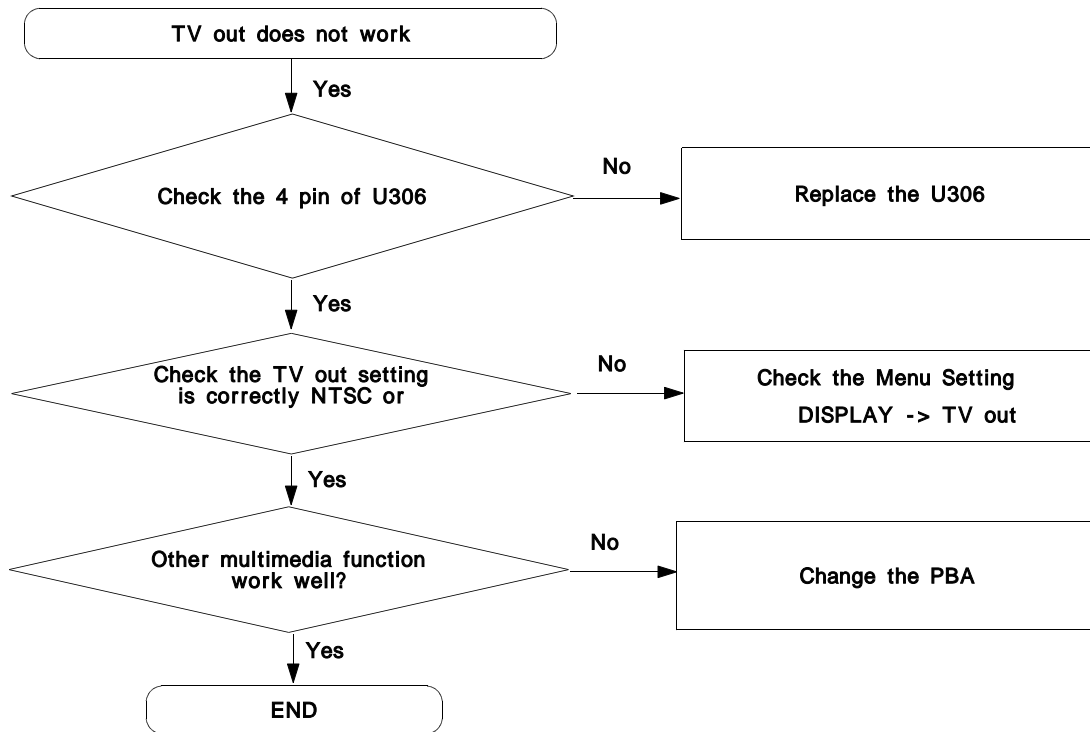 TV out does not work
Yes
Check the 4 pin of U306
No
Replace the U306
Yes
Check the TV out setting
is correctly NTSC or
No
Check the Menu Setting
DISPLAY -> TV out
Yes
Other multimedia function
work well?
No
Change the PBA
Yes
END